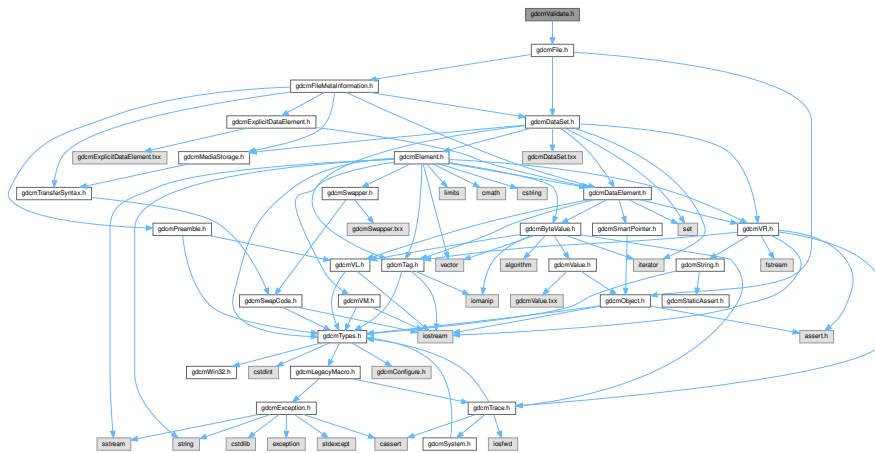 gdcmValidate.h
gdcmFile.h
gdcmFileMetaInformation.h
gdcmExplicitDataElement.h
gdcmDataSet.h
gdcmExplicitDataElement.txx
gdcmMediaStorage.h
gdcmElement.h
gdcmDataSet.txx
gdcmTransferSyntax.h
gdcmSwapper.h
limits
cmath
cstring
gdcmDataElement.h
gdcmPreamble.h
gdcmSwapper.txx
gdcmByteValue.h
gdcmSmartPointer.h
set
gdcmVR.h
gdcmVL.h
gdcmTag.h
vector
algorithm
gdcmValue.h
iterator
gdcmString.h
fstream
gdcmSwapCode.h
gdcmVM.h
iomanip
gdcmValue.txx
gdcmObject.h
gdcmStaticAssert.h
gdcmTypes.h
iostream
assert.h
gdcmWin32.h
cstdint
gdcmLegacyMacro.h
gdcmConfigure.h
gdcmException.h
gdcmTrace.h
sstream
string
cstdlib
exception
stdexcept
cassert
gdcmSystem.h
iosfwd